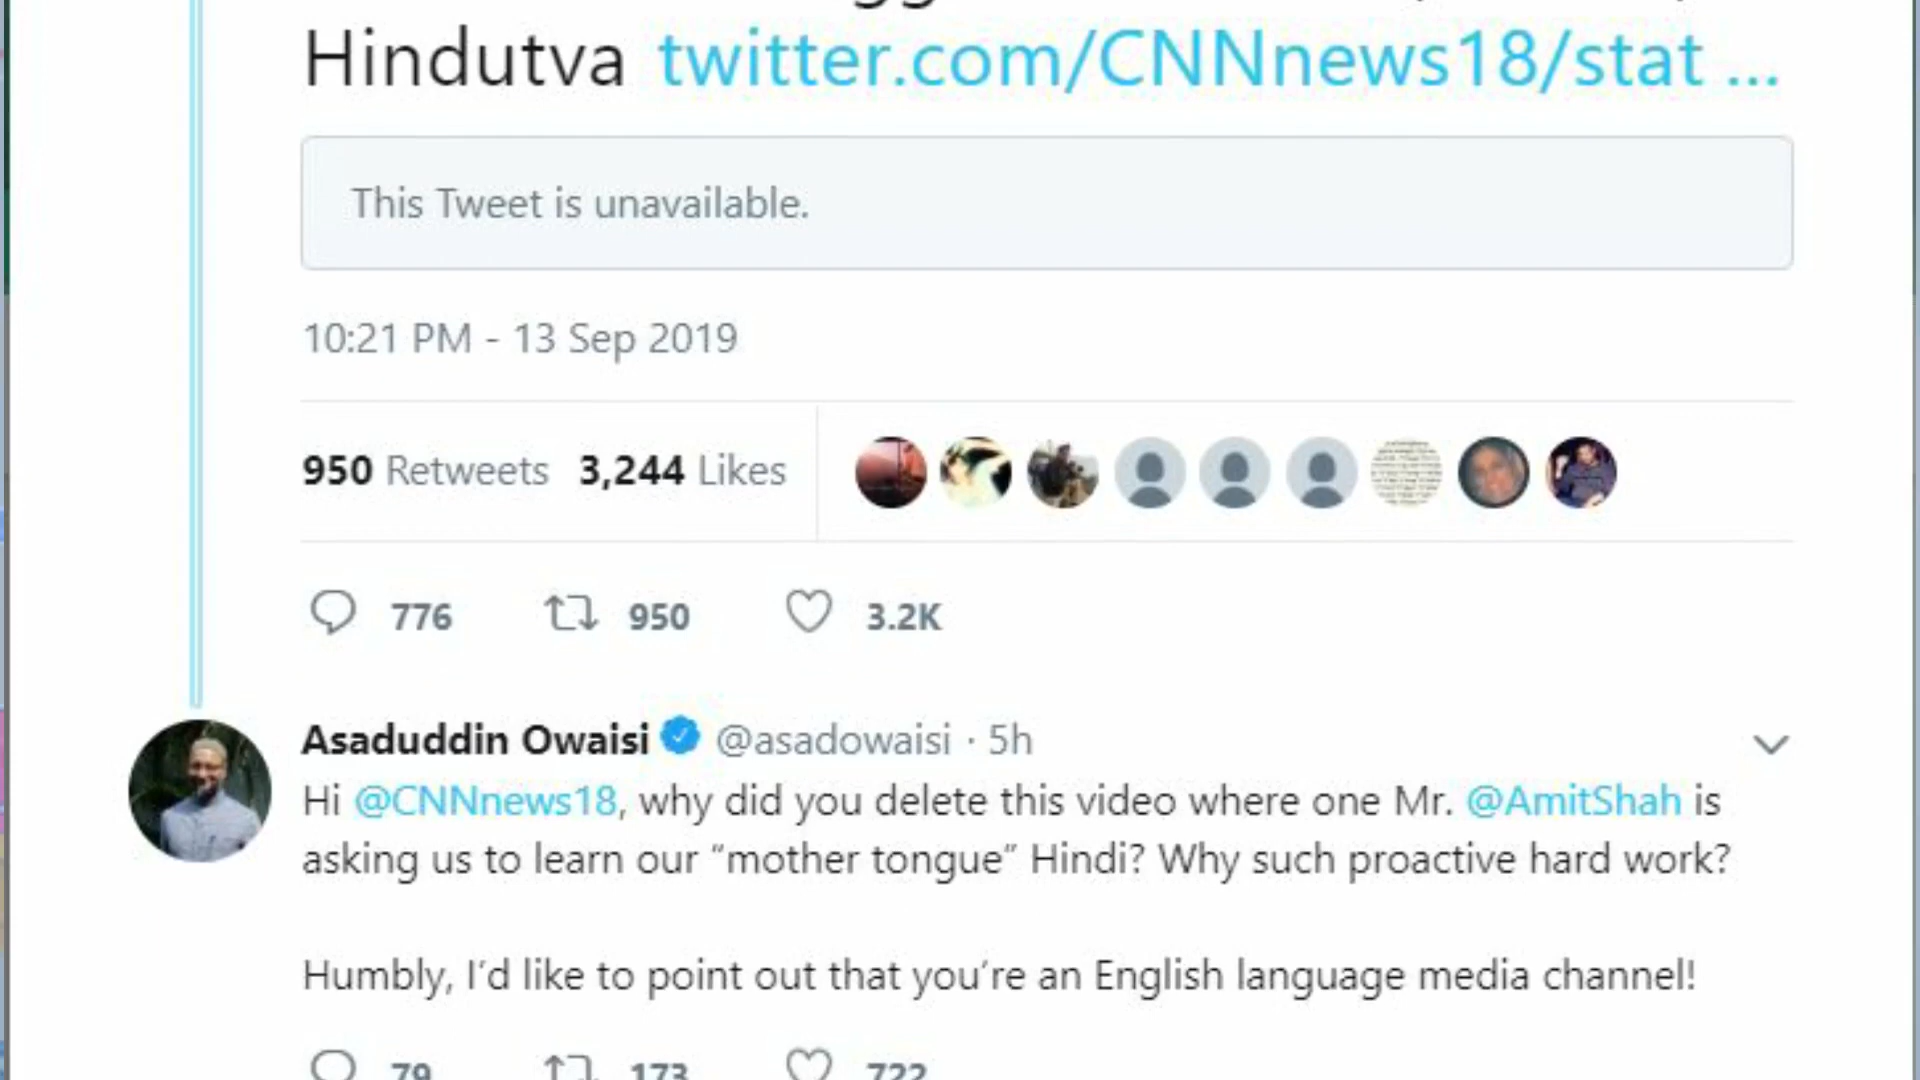 Hindutva twitter.com/CNNnews18/stat ...
This Tweet is unavailable.
10:21 PM - 13 Sep 2019
950 Retweets 3,244 Likes
776 950 3.2K
Asaduddin Owaisi @asadowaisi · 5h
Hi @CNNnews18, why did you delete this video where one Mr. @AmitShah is
asking us to learn our “mother tongue” Hindi? Why such proactive hard work?
Humbly, I’d like to point out that you’re an English language media channel!
79 173 722